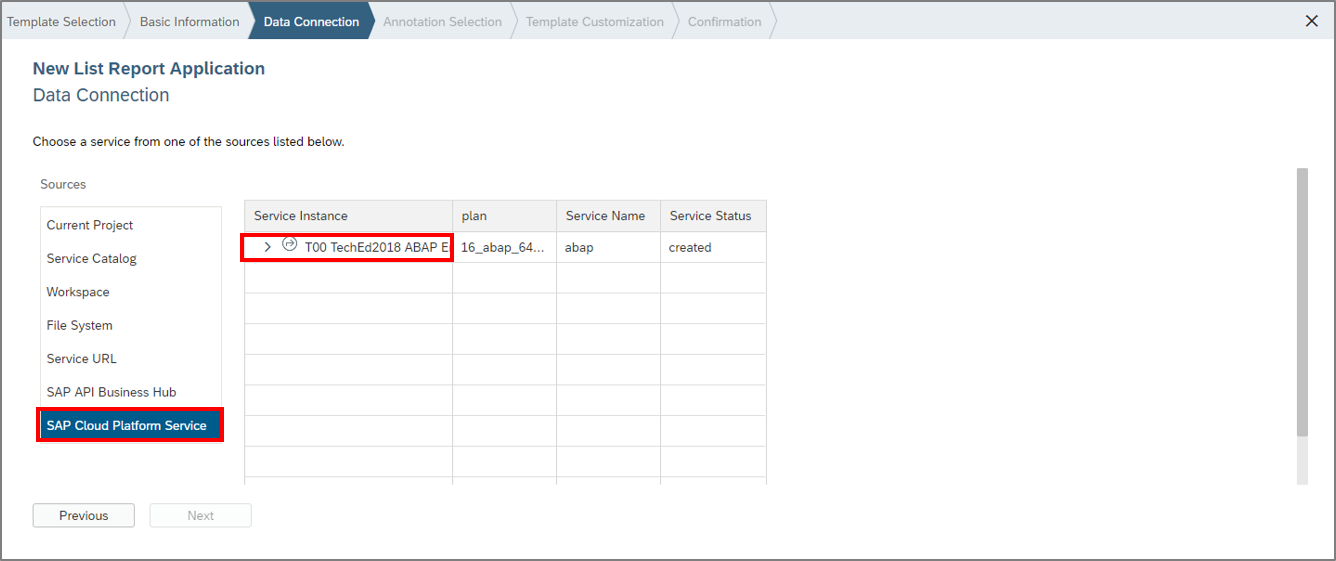 Template Selection Basic Information Data Connection Annotation Selection Template Customization Confirmation
New List Report Application
Data Connection
Choose a service from one of the sources listed below.
Sources
Current Project
Service Catalog
Workspace
File System
Service URL
SAP API Business Hub
SAP Cloud Platform Service
Service Instance plan Service Name Service Status
T00 TechEd2018 ABAP 16_abap_64... abap created
Previous Next